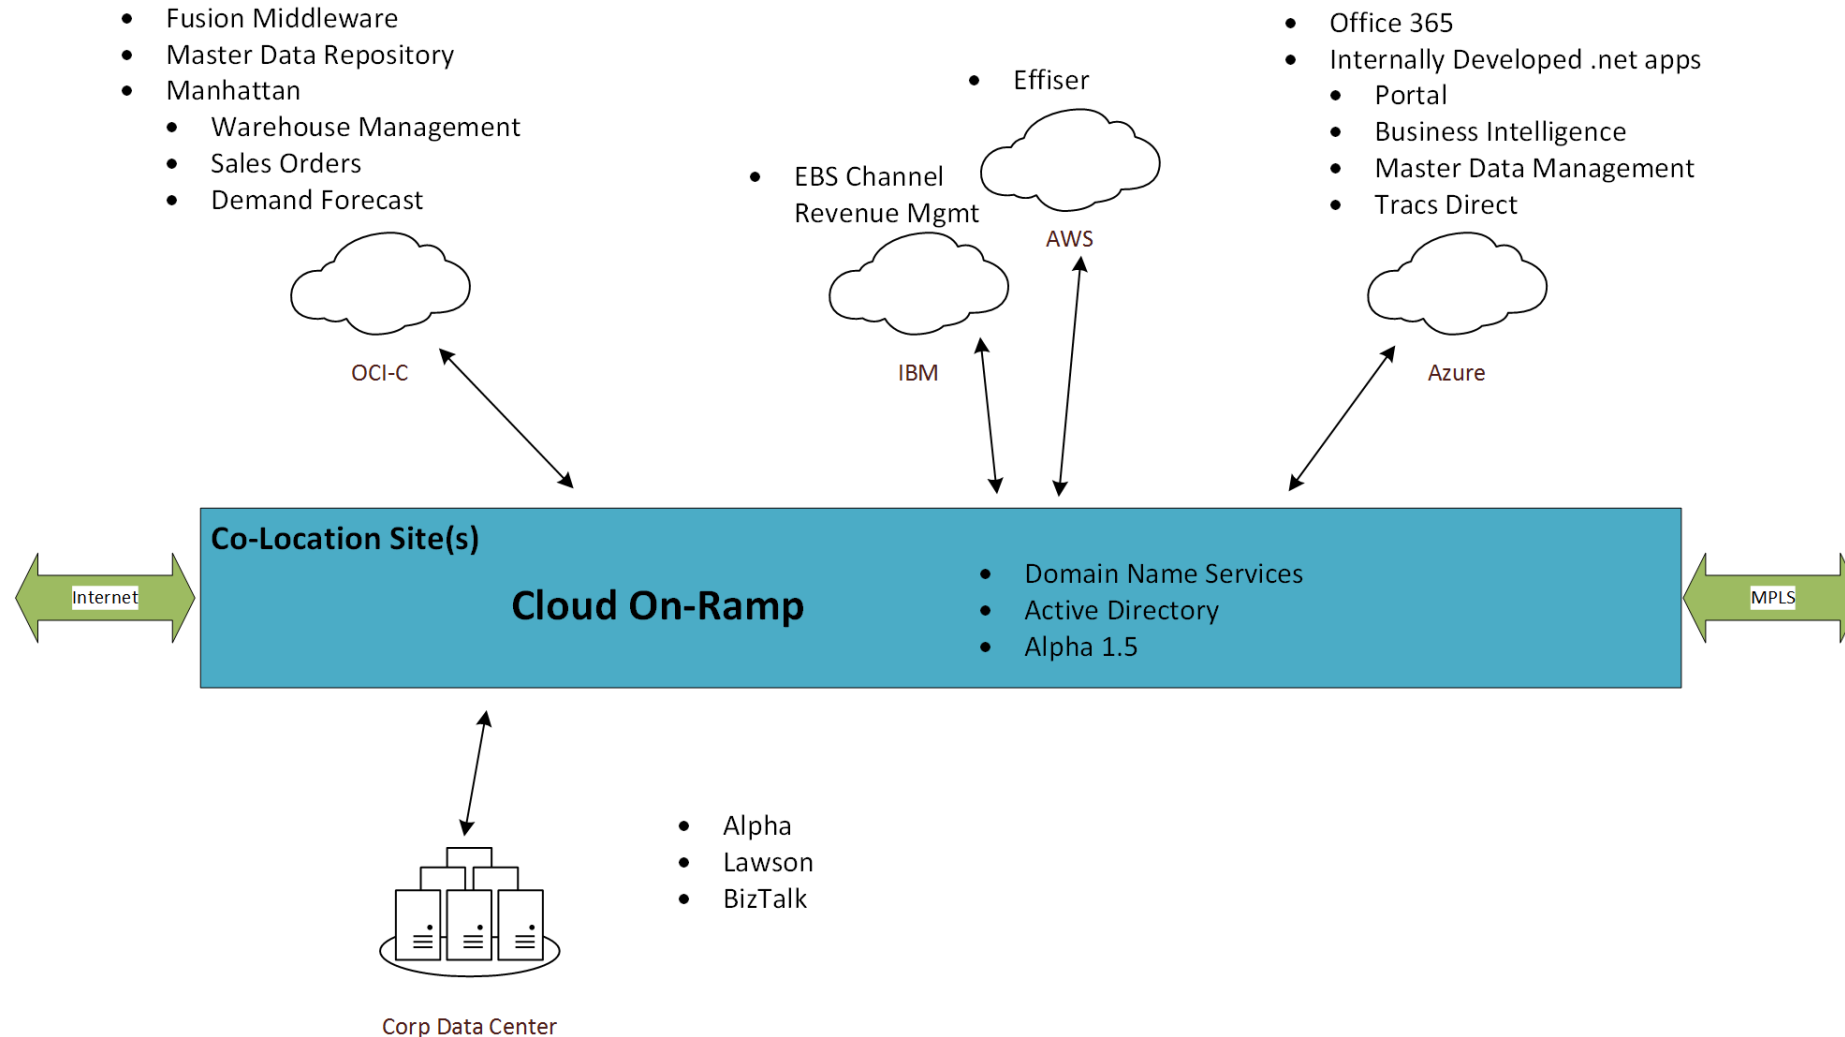 • Fusion Middleware
• Master Data Repository
• Manhattan
• Warehouse Management
• Sales Orders
• Demand Forecast
OCI-C
• EBS Channel
Revenue Mgmt
IBM
• Effiser
AWS
• Office 365
• Internally Developed .net apps
• Portal
• Business Intelligence
• Master Data Management
• Tracs Direct
Azure
Internet
Co-Location Site(s)
Cloud On-Ramp
• Domain Name Services
• Active Directory
• Alpha 1.5
MPLS
• Alpha
• Lawson
• BizTalk
Corp Data Center